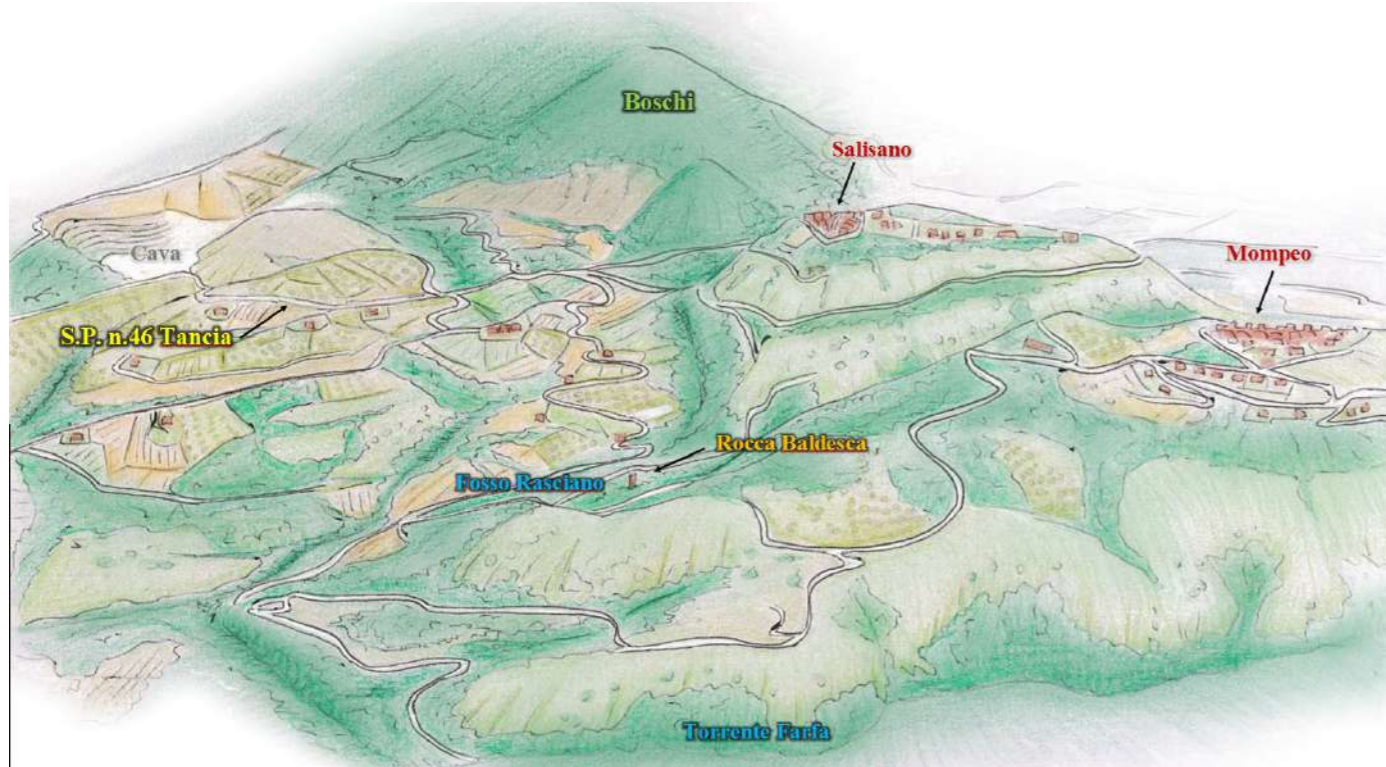 Boschi
Salisano
Cava
Mompeo
S.P. n.46 Tancia
Rocca Baldesca
Fosso Rasciano
Torrente Farfa